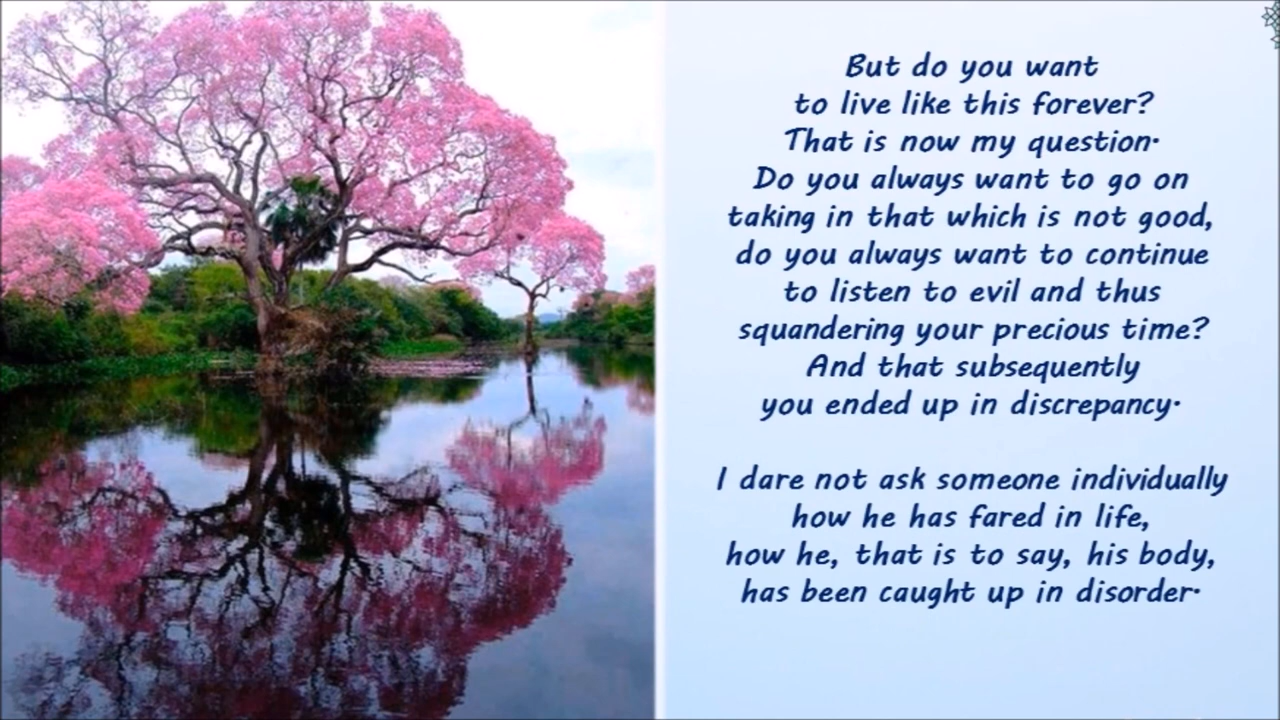 But do you want
to live like this forever?
That is now my question.
Do you always want to go on
taking in that which is not good,
do you always want to continue
to listen to evil and thus
squandering your precious time?
And that subsequently
you ended up in discrepancy.
I dare not ask someone individually
how he has fared in life,
how he, that is to say, his body,
has been caught up in disorder.